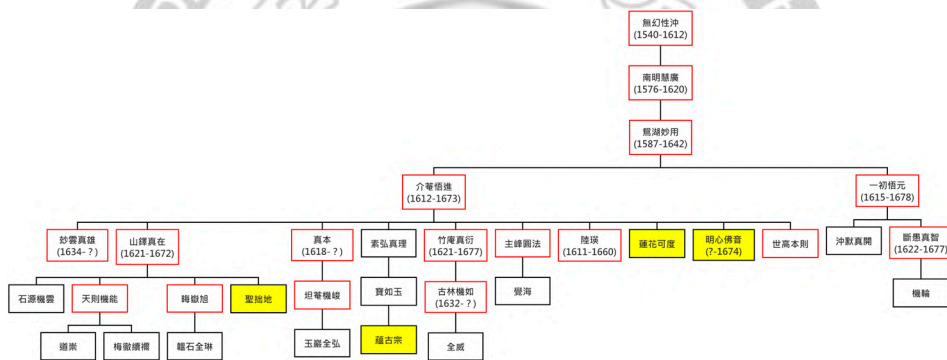 無幻性沖
(1540-1612)
南明慧廣
(1576-1620)
鴛湖妙用
(1587-1642)
介菴悟進
(1612-1673)
一初悟元
(1615-1678)
妙雲真雄
(1634-？)
山鐸真在
(1621-1672)
真本
(1618-？)
素弘真理
竹庵真衍
(1621-1677)
主峰圓法
陸瑛
(1611-1660)
蓮花可度
明心佛音
(?-1674)
世高本則
沖默真開
斷愚真智
(1622-1677)
石源機雲
天則機能
晦嶽旭
聖拙地
坦菴機峻
寶如玉
古林機如
(1632-？)
覺海
機輪
道崇
梅徹續禪
韞石全琳
玉巖全弘
蘊古宗
全威